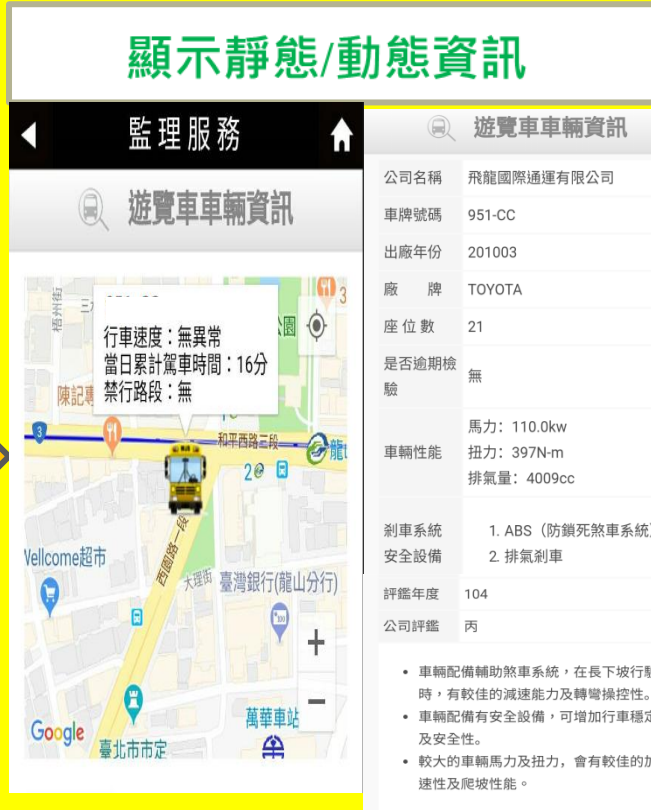 顯示靜態/動態資訊
監理服務
遊覽車車輛資訊
行車速度：無異常
當日累計駕車時間：16分
禁行路段：無
梧州街
公園
3
陳記專
3
和平西路三段
龍
2
西園路一段
Vellcome超市
大理街
臺灣銀行(龍山分行)
+
萬華車站
−
Google
臺北市市定
遊覽車車輛資訊
公司名稱 飛龍國際通運有限公司
車牌號碼 951-CC
出廠年份 201003
廠 牌 TOYOTA
座位數 21
是否逾期檢驗 無
車輛性能 馬力：110.0kw
扭力：397N-m
排氣量：4009cc
剎車系統
安全設備
1. ABS（防鎖死煞車系統）
2. 排氣剎車
評鑑年度 104
公司評鑑 丙
• 車輛配備輔助煞車系統，在長下坡行駛
時，有較佳的減速能力及轉彎操控性。
• 車輛配備有安全設備，可增加行車穩定
及安全性。
• 較大的車輛馬力及扭力，會有較佳的加
速性及爬坡性能。